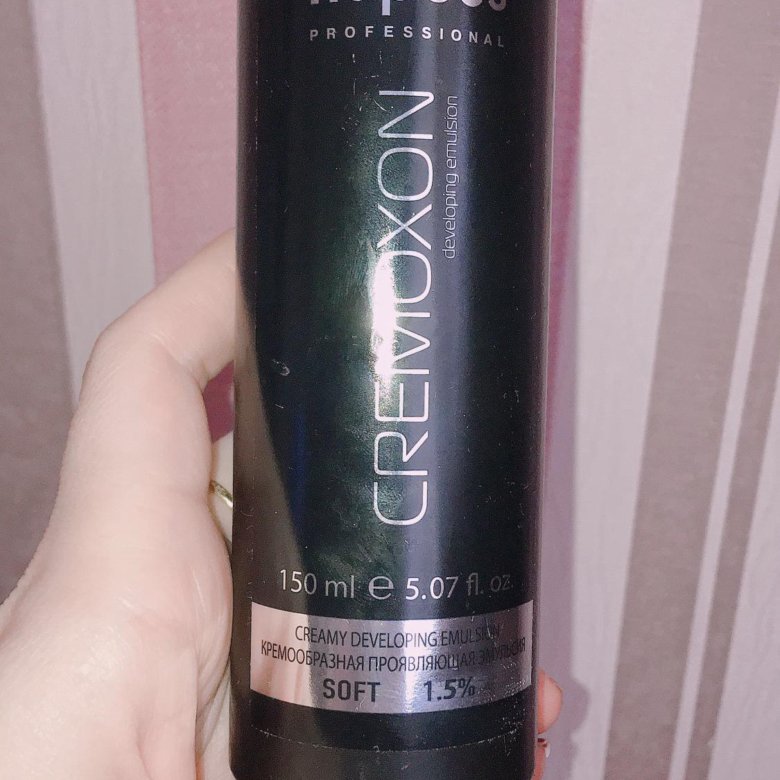 PROFESSIONAL
CREMOXON
developing emulsion
150 ml e 5.07 fl. oz.
CREAMY DEVELOPING EMULSION
КРЕМООБРАЗНАЯ ПРОЯВЛЯЮЩАЯ ЭМУЛЬСИЯ
SOFT 1.5%